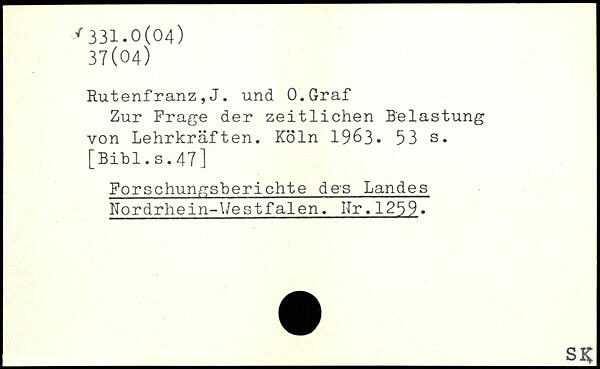 √331.0(04)
37(04)
Rutenfranz,J. und O.Graf
Zur Frage der zeitlichen Belastung
von Lehrkräften. Köln 1963. 53 s.
[Bibl.s.47]
Forschungsberichte des Landes
Nordrhein-Westfalen. Nr.1259.
SK